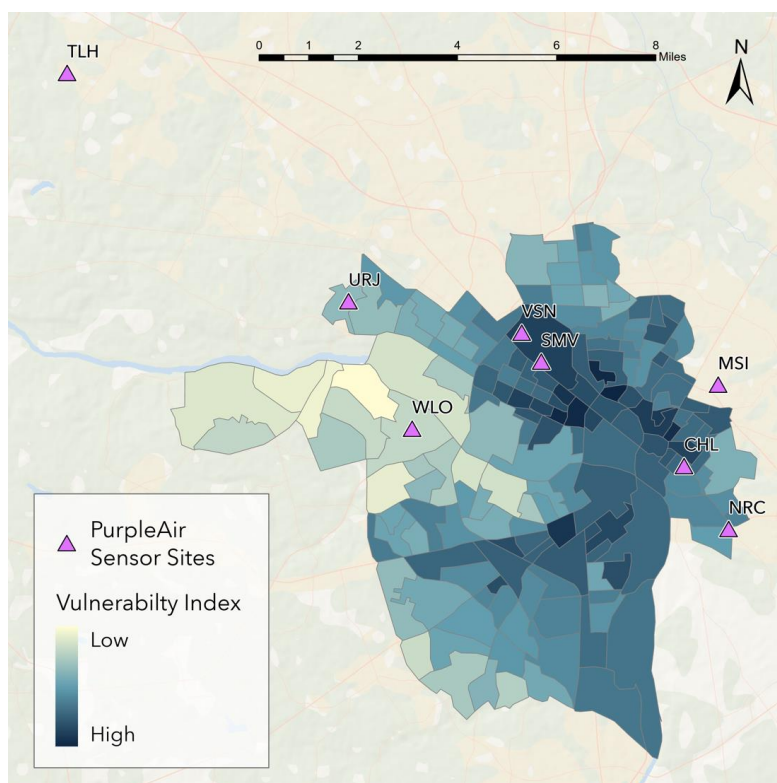 TLH
0 1 2 4 6 8
Miles
N
URJ
VSN
SMV
MSI
WLO
CHL
NRC
PurpleAir
Sensor Sites
Vulnerabilty Index
Low
High